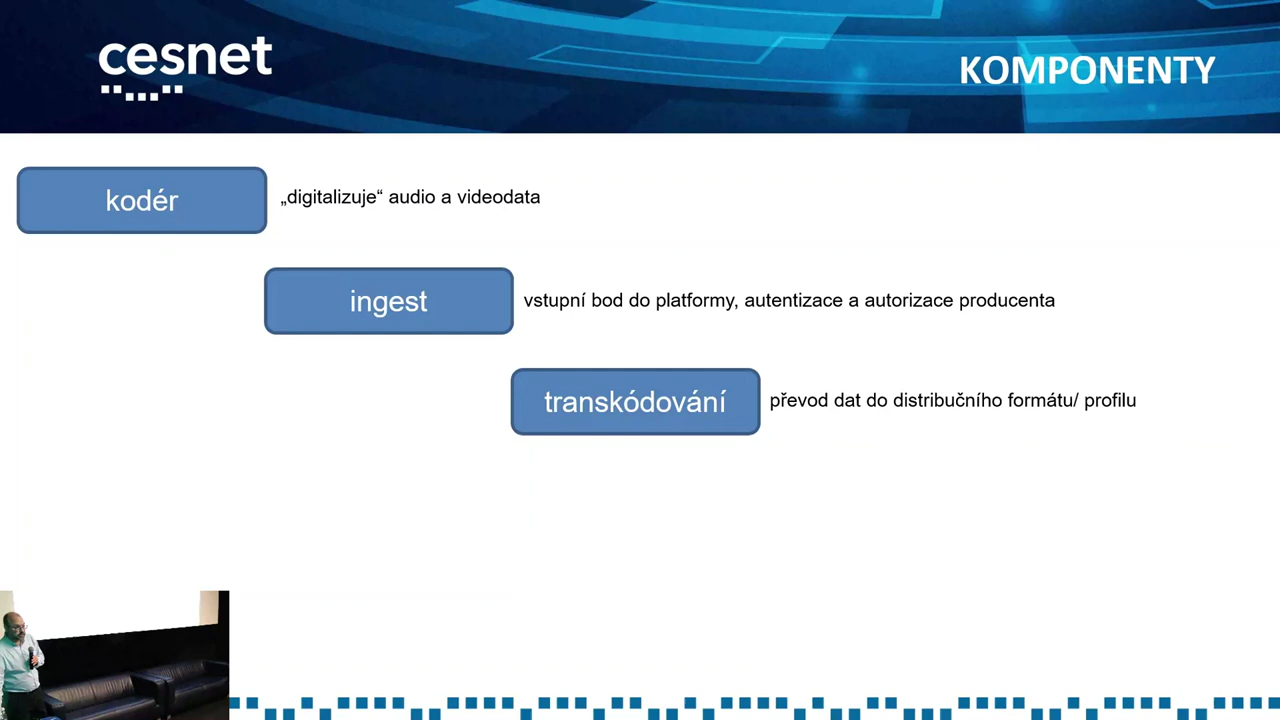 cesnet
KOMPONENTY
kodér
„digitalizuje“ audio a videodata
ingest
vstupní bod do platformy, autentizace a autorizace producenta
transkódování
převod dat do distribučního formátu/ profilu